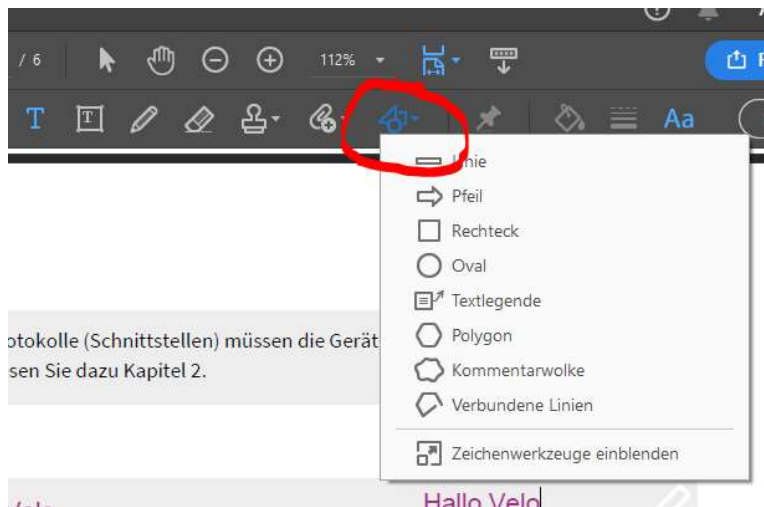 / 6
112%
T
T
Aa
Linie
Pfeil
Rechteck
Oval
Textlegende
Polygon
Kommentarwolke
Verbundene Linien
Zeichenwerkzeuge einblenden
otokolle (Schnittstellen) müssen die Gerät
sen Sie dazu Kapitel 2.
Hallo Velo